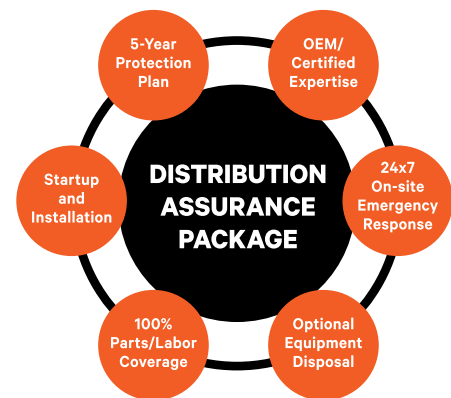 5-Year
Protection
Plan
OEM/
Certified
Expertise
Startup
and
Installation
DISTRIBUTION
ASSURANCE
PACKAGE
24x7
On-site
Emergency
Response
100%
Parts/Labor
Coverage
Optional
Equipment
Disposal